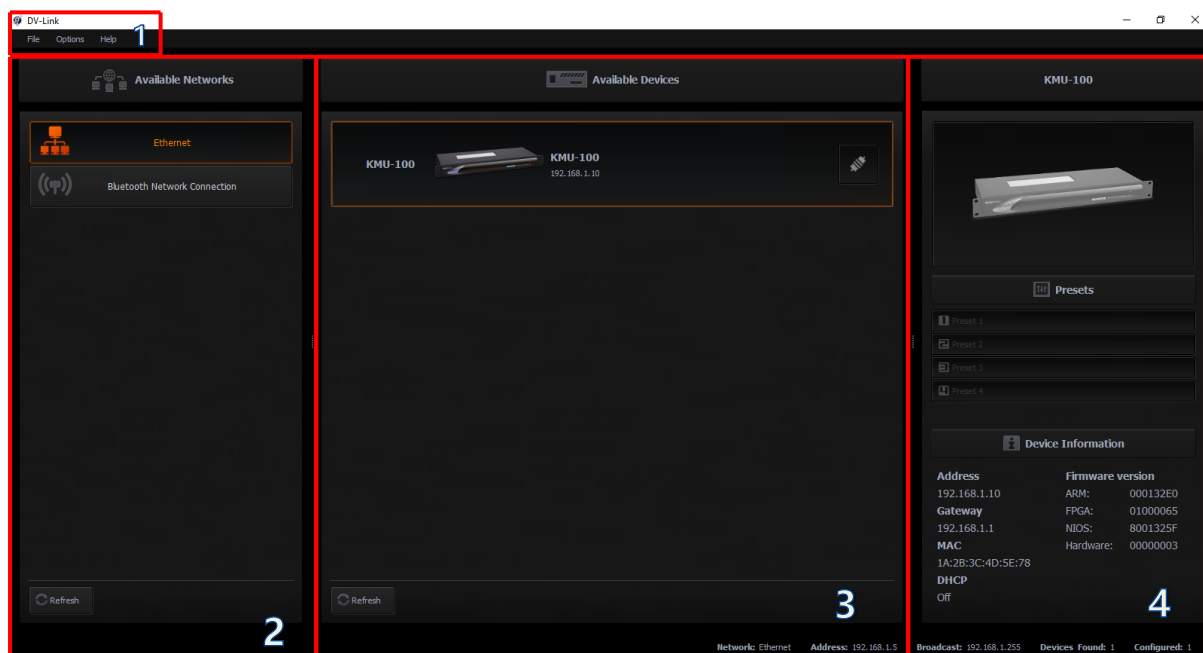 DV-Link
File Options Help 1
Available Networks
Ethernet
Bluetooth Network Connection
Refresh
2
Available Devices
KMU-100
KMU-100
192.168.1.10
Refresh
3
KMU-100
Presets
Preset 1
Preset 2
Preset 3
Preset 4
Device Information
Address Firmware version
192.168.1.10 ARM: 000132E0
Gateway FPGA: 01000065
192.168.1.1 NIOS: 8001325F
MAC Hardware: 00000003
1A:2B:3C:4D:5E:78
DHCP
Off
4
Network: Ethernet Address: 192.168.1.5 Broadcast: 192.168.1.255 Devices Found: 1 Configured: 1